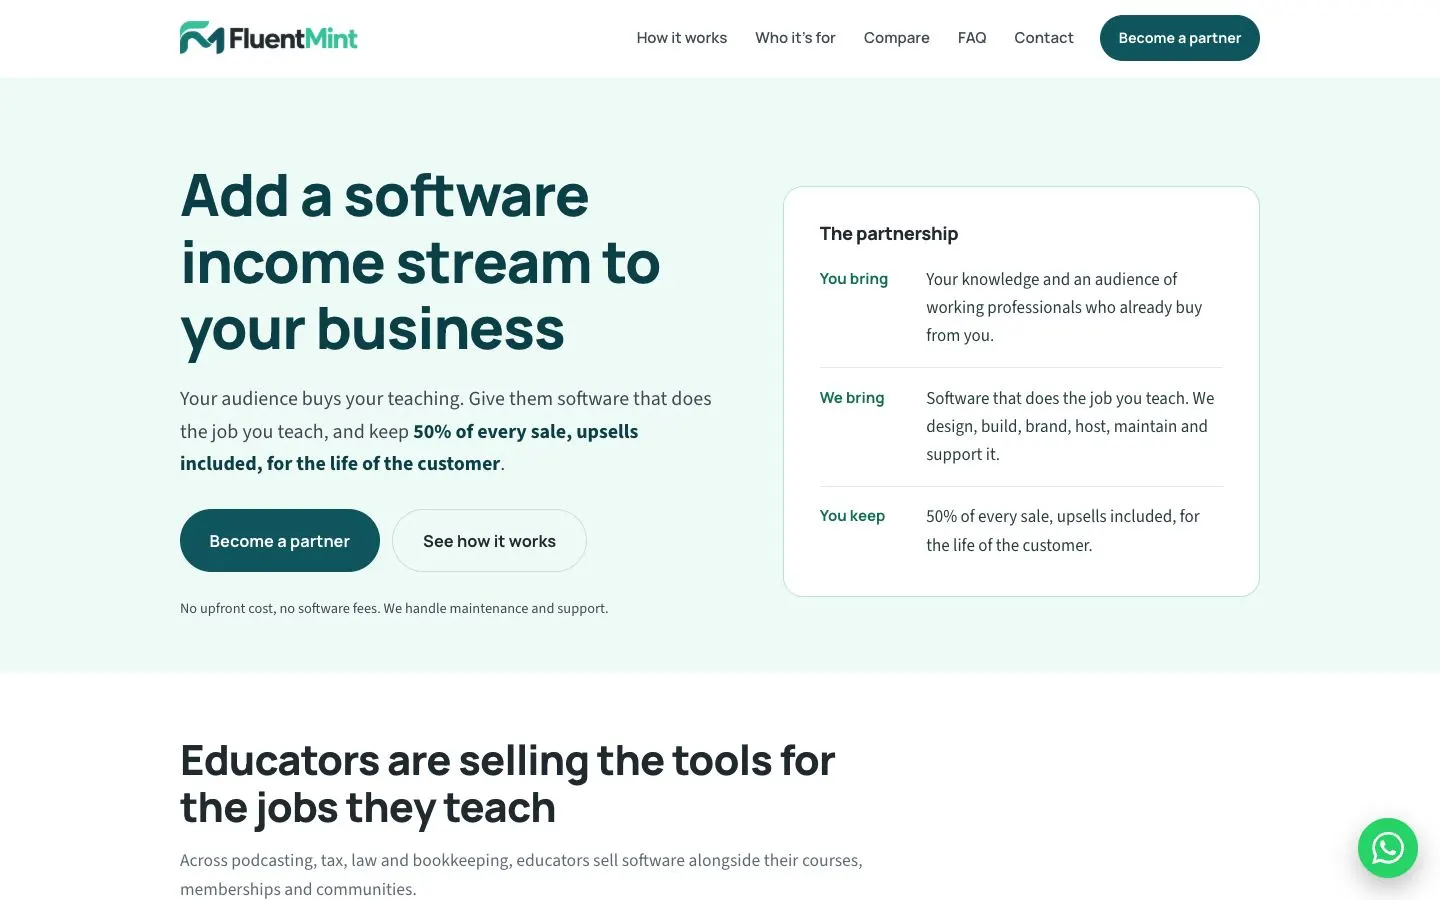 FluentMint
How it works
Who it's for
Compare
FAQ
Contact
Become a partner
Add a software
income stream to
your business
Your audience buys your teaching. Give them software that does
the job you teach, and keep 50% of every sale, upsells
included, for the life of the customer.
Become a partner
See how it works
No upfront cost, no software fees. We handle maintenance and support.
The partnership
You bring
Your knowledge and an audience of
working professionals who already buy
from you.
We bring
Software that does the job you teach. We
design, build, brand, host, maintain and
support it.
You keep
50% of every sale, upsells included, for
the life of the customer.
Educators are selling the tools for
the jobs they teach
Across podcasting, tax, law and bookkeeping, educators sell software alongside their courses,
memberships and communities.